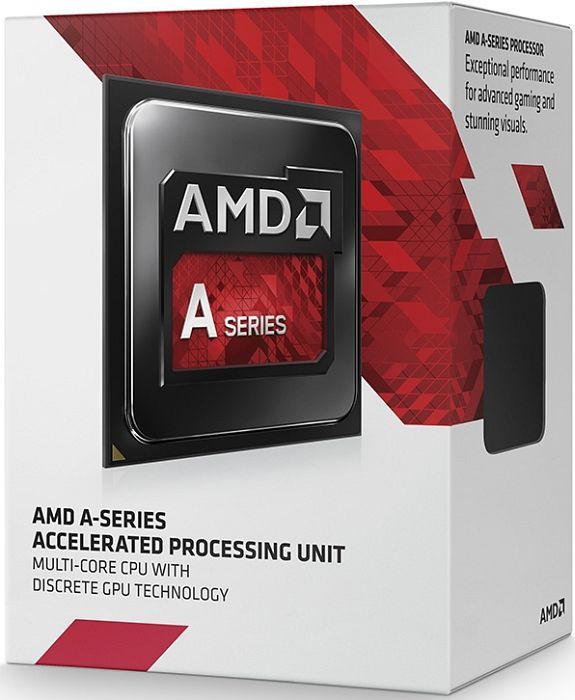 AMD
A SERIES
AMD A-SERIES
ACCELERATED PROCESSING UNIT
MULTI-CORE CPU WITH
DISCRETE GPU TECHNOLOGY
AMD A-SERIES PROCESSOR
Exceptional performance
for advanced gaming and
stunning visuals.
AMD